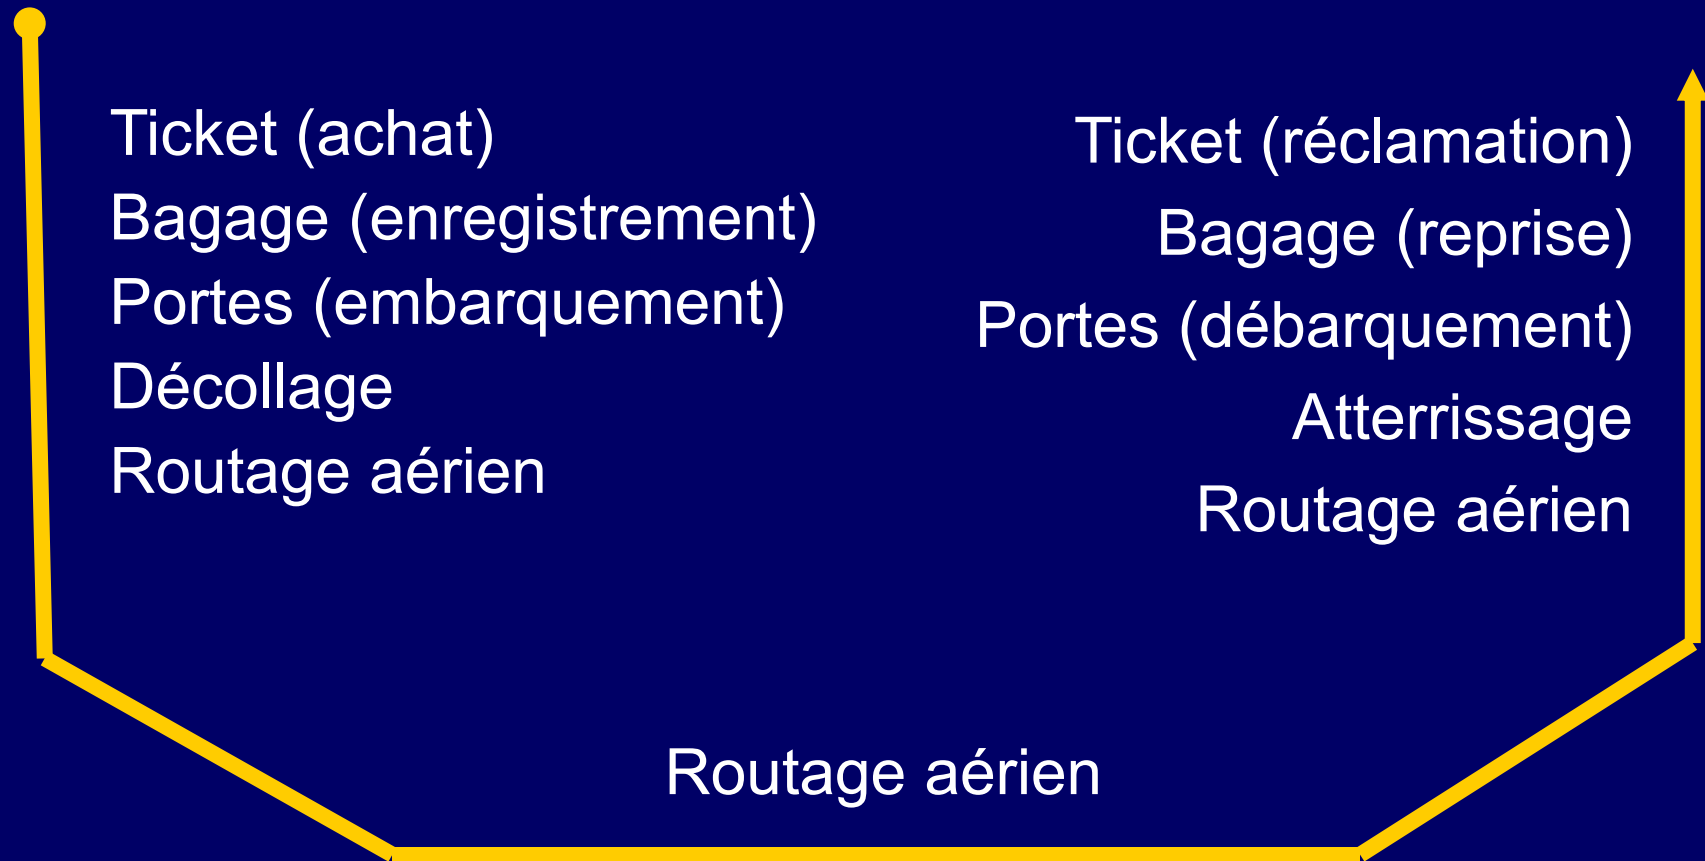 Ticket (achat)
Bagage (enregistrement)
Portes (embarquement)
Décollage
Routage aérien
Ticket (réclamation)
Bagage (reprise)
Portes (débarquement)
Atterrissage
Routage aérien
Routage aérien